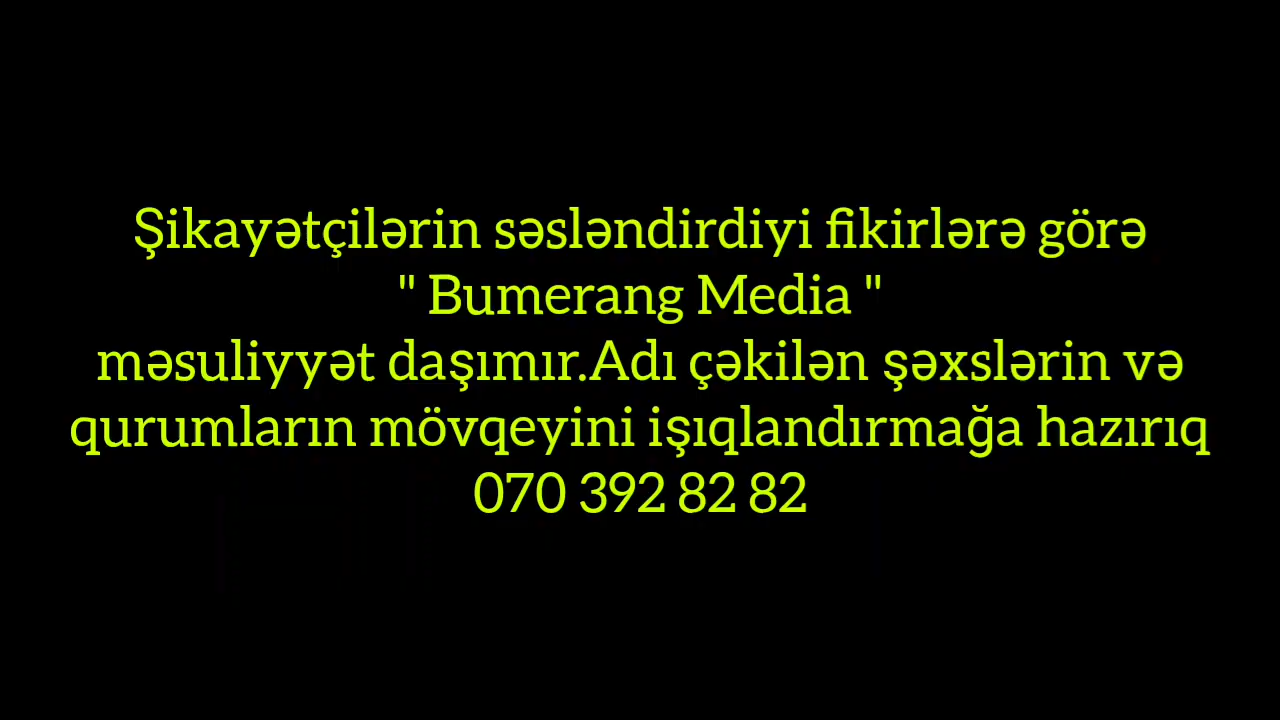 Şikayətçilərin səsləndirdiyi fikirlərə görə
" Bumerang Media "
məsuliyyət daşımır.Adı çəkilən şəxslərin və
qurumların mövqeyini işıqlandırmağa hazırıq
070 392 82 82